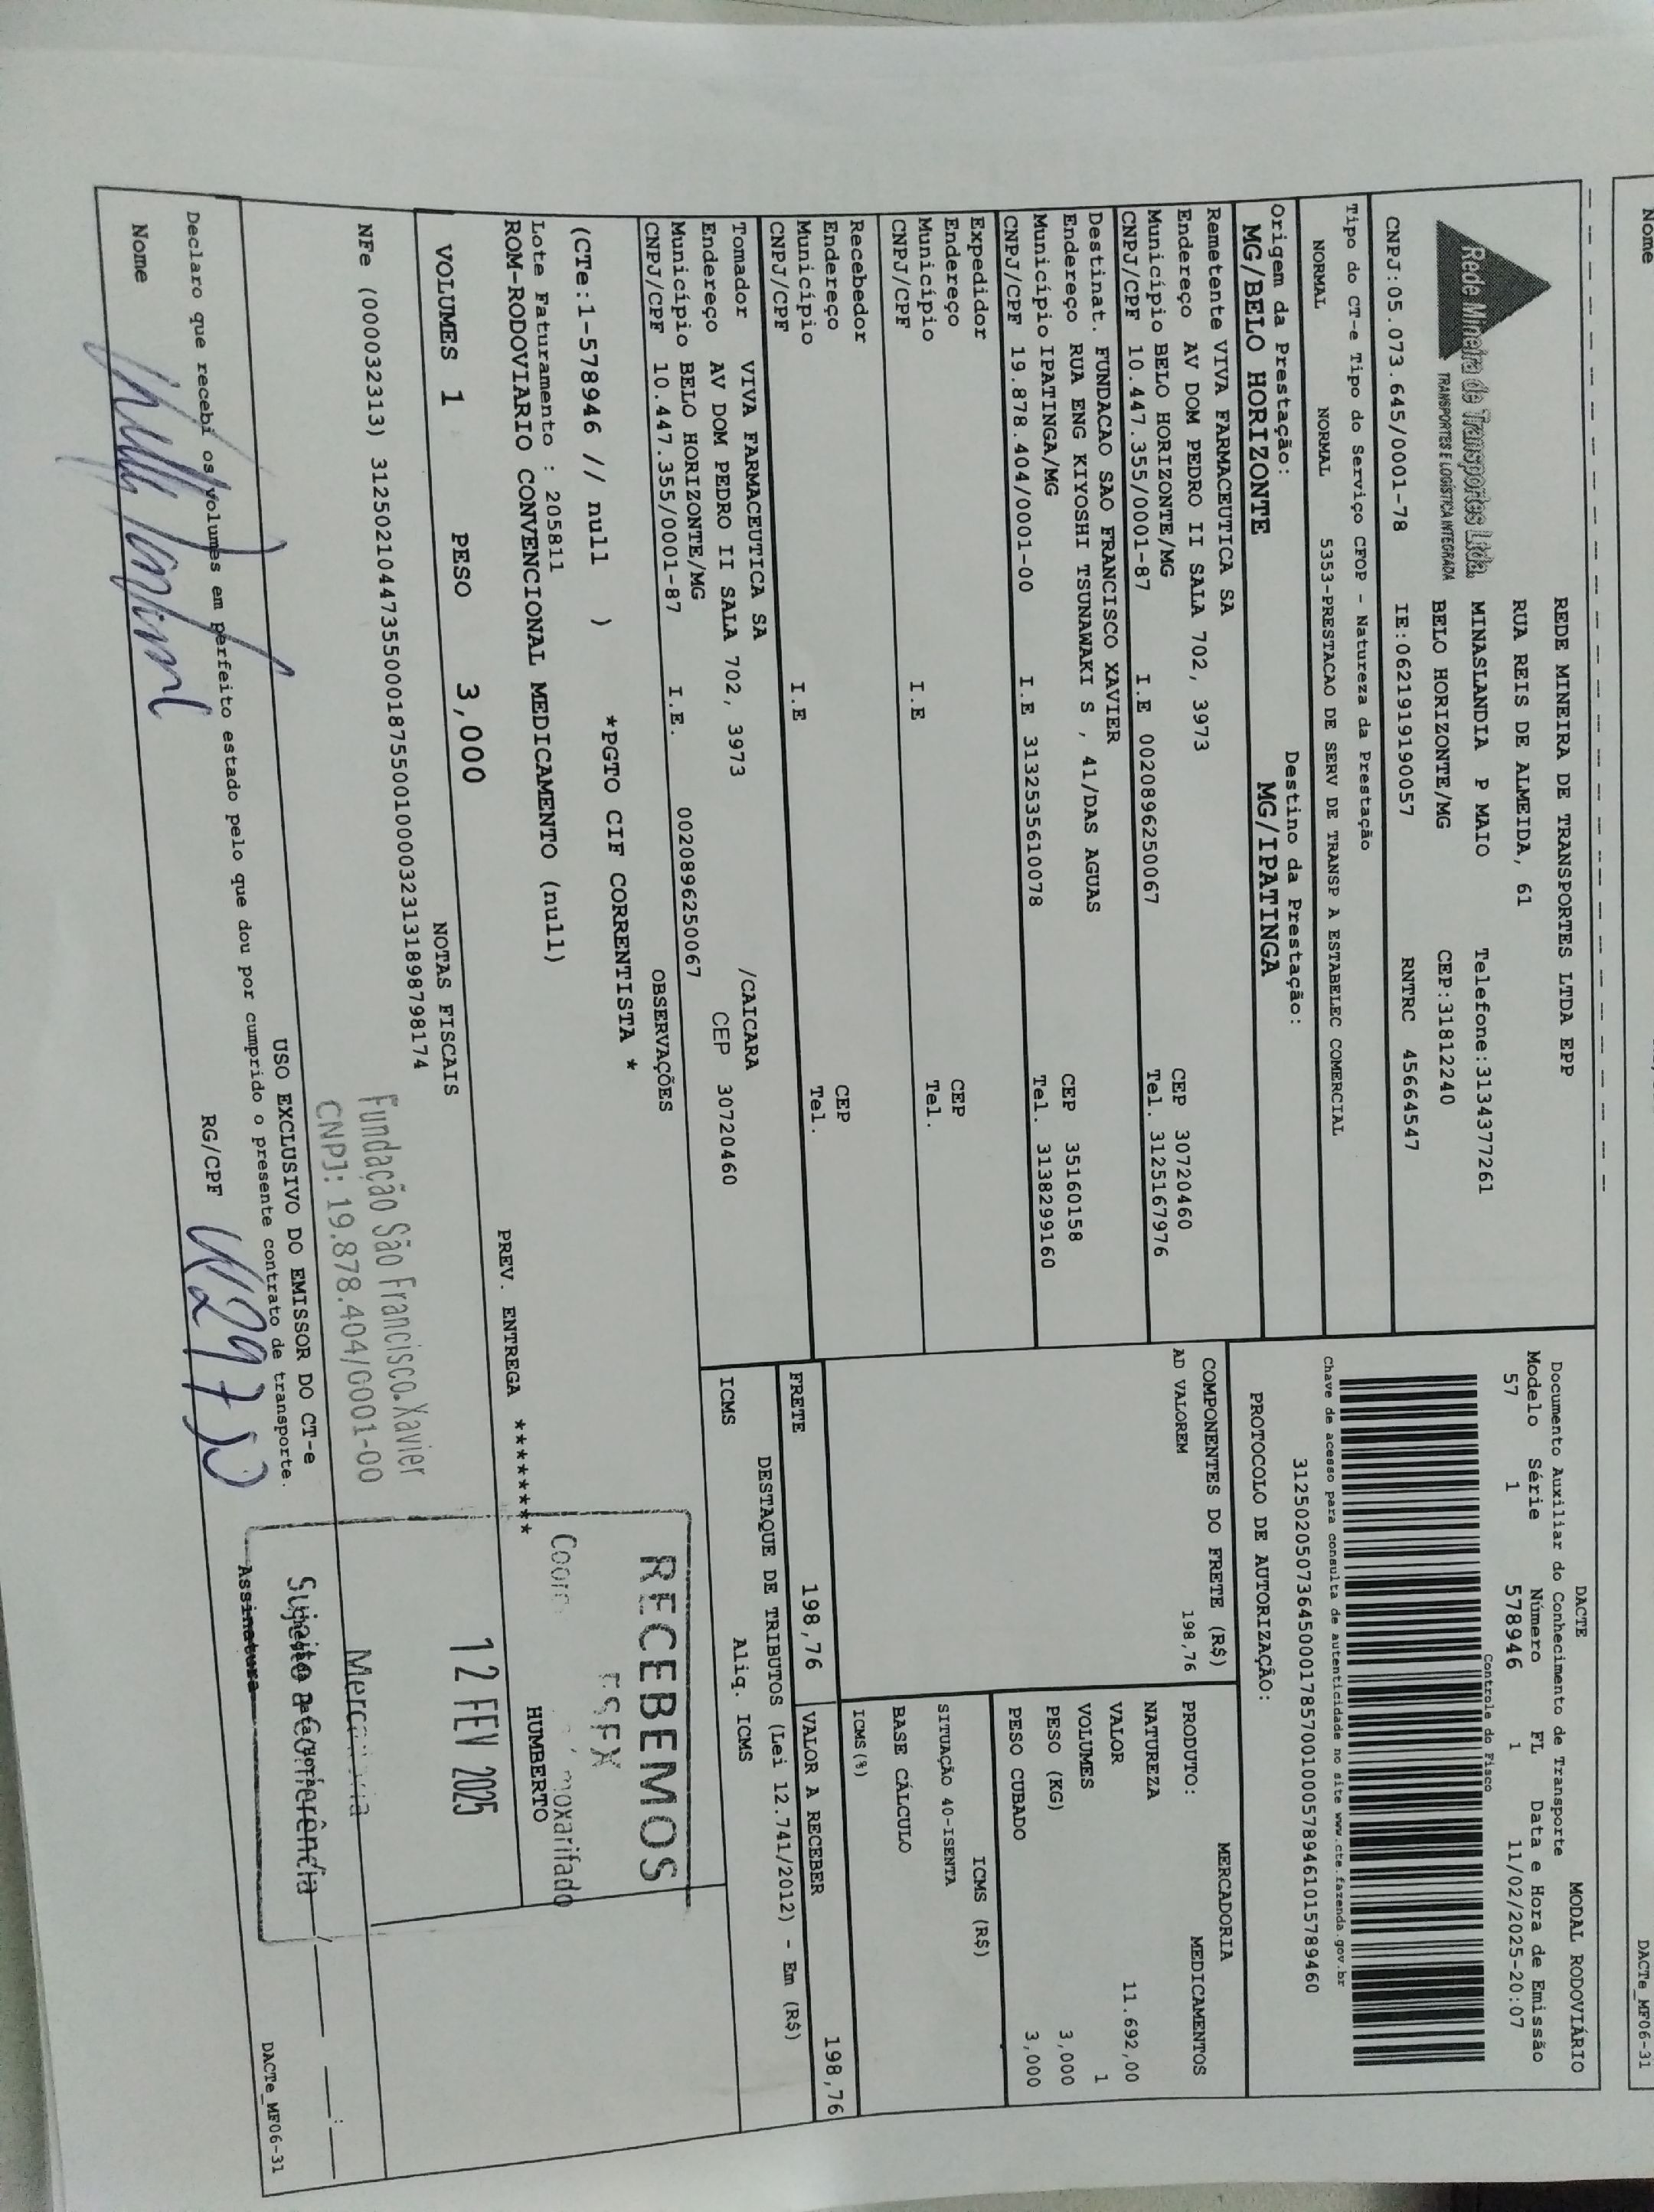 Nome
DACTe_MF06-31
Rede Mineira de Transportes Ltda.
TRANSPORTES E LOGÍSTICA INTEGRADA
REDE MINEIRA DE TRANSPORTES LTDA EPP
RUA REIS DE ALMEIDA, 61
MINASLANDIA P MAIO Telefone:3134377261
BELO HORIZONTE/MG CEP:31812240
CNPJ:05.073.645/0001-78 IE:0621919190057 RNTRC 45664547
DACTE MODAL RODOVIÁRIO
Documento Auxiliar do Conhecimento de Transporte
Modelo Série Número FL Data e Hora de Emissão
57 1 578946 1 11/02/2025-20:07
Controle do Fisco
Chave de acesso para consulta de autenticidade no site www.cte.fazenda.gov.br
31250205073645000178570010005789461015789460
PROTOCOLO DE AUTORIZAÇÃO:
Tipo do CT-e Tipo do Serviço CFOP - Natureza da Prestação
NORMAL NORMAL 5353-PRESTACAO DE SERV DE TRANSP A ESTABELEC COMERCIAL
Origem da Prestação: Destino da Prestação:
MG/BELO HORIZONTE MG/IPATINGA
Remetente VIVA FARMACEUTICA SA
Endereço AV DOM PEDRO II SALA 702, 3973 CEP 30720460
Município BELO HORIZONTE/MG Tel. 3125167976
CNPJ/CPF 10.447.355/0001-87 I.E 0020896250067
Destinat. FUNDACAO SAO FRANCISCO XAVIER
Endereço RUA ENG KIYOSHI TSUNAWAKI S , 41/DAS AGUAS CEP 35160158
Município IPATINGA/MG Tel. 3138299160
CNPJ/CPF 19.878.404/0001-00 I.E 3132535610078
Expedidor
Endereço CEP
Município Tel.
CNPJ/CPF I.E
Recebedor
Endereço CEP
Município Tel.
CNPJ/CPF I.E
Tomador VIVA FARMACEUTICA SA /CAICARA
Endereço AV DOM PEDRO II SALA 702, 3973 CEP 30720460
Município BELO HORIZONTE/MG
CNPJ/CPF 10.447.355/0001-87 I.E. 0020896250067
COMPONENTES DO FRETE (R$)
AD VALOREM 198,76
MERCADORIA
PRODUTO: MEDICAMENTOS
NATUREZA
VALOR 11.692,00
VOLUMES 1
PESO (KG) 3,000
PESO CUBADO 3,000
ICMS (R$)
SITUAÇÃO 40-ISENTA
BASE CÁLCULO
ICMS(%)
FRETE 198,76 VALOR A RECEBER 198,76
DESTAQUE DE TRIBUTOS (Lei 12.741/2012) - Em (R$)
ICMS Aliq. ICMS
OBSERVAÇÕES
(CTe:1-578946 // null ) *PGTO CIF CORRENTISTA *
Lote Faturamento : 205811
ROM-RODOVIARIO CONVENCIONAL MEDICAMENTO (null)
PREV. ENTREGA ********
HUMBERTO
VOLUMES 1 PESO 3,000
NOTAS FISCAIS
NFe (000032313) 31250210447355000187550010000323131898798174
RECEBEMOS
FSFX
12 FEV 2025
Mercadoria
Sujeito a Conferência
Fundação São Francisco Xavier
CNPJ: 19.878.404/0001-00
USO EXCLUSIVO DO EMISSOR DO CT-e
Declaro que recebi os volumes em perfeito estado pelo que dou por cumprido o presente contrato de transporte.
Nome RG/CPF
Assinatura
DACTe_MF06-31